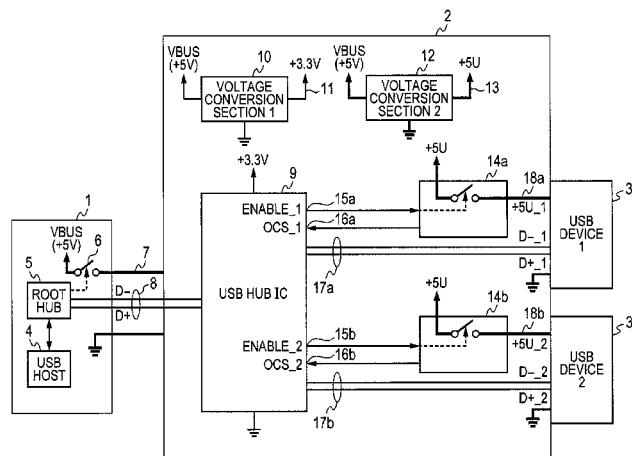 2
VBUS
(+5V)
10
+3.3V
VOLTAGE
CONVERSION
SECTION 1
11
VBUS
(+5V)
12
+5U
VOLTAGE
CONVERSION
SECTION 2
13
+3.3V
9
+5U
14a
18a
3
ENABLE_1
15a
OCS_1
16a
+5U_1
D-_1
D+_1
USB
DEVICE
1
17a
1
VBUS
(+5V)
6
7
5
ROOT
HUB
D-
8
D+
4
USB
HOST
USB HUB IC
+5U
14b
18b
3
ENABLE_2
15b
OCS_2
16b
+5U_2
D-_2
D+_2
USB
DEVICE
2
17b